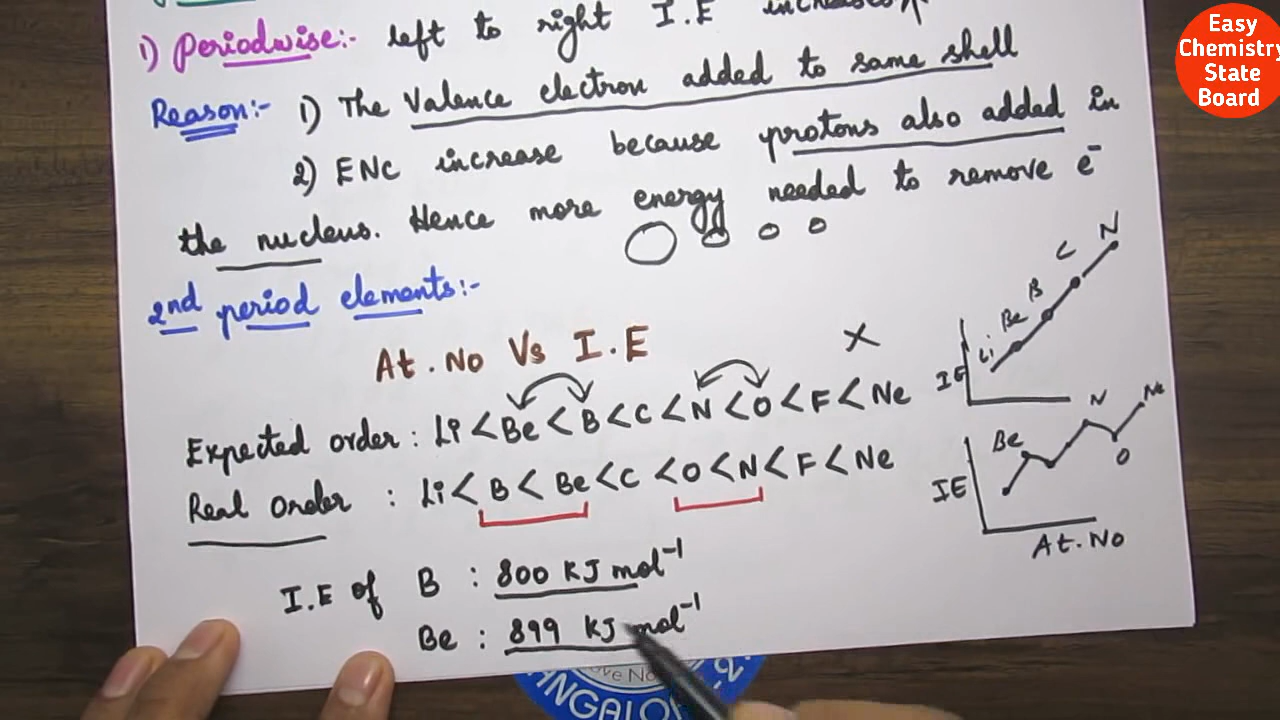 Easy
Chemistry
State
Board
1) Periodwise:- left to right I.E increases ↑
Reason:- 1) The Valence electron added to same shell
2) ENC increase because protons also added in
the nucleus. Hence more energy needed to remove e⁻
2nd period elements:-
At.No Vs I.E
X
Expected order : Li < Be < B < C < N < O < F < Ne
Real Order : Li < B < Be < C < O < N < F < Ne
I.E of B : 800 KJ mol⁻¹
Be : 899 KJ mol⁻¹
IE Li Be B C N
IE Be N O Ne
At.No
ANGALO